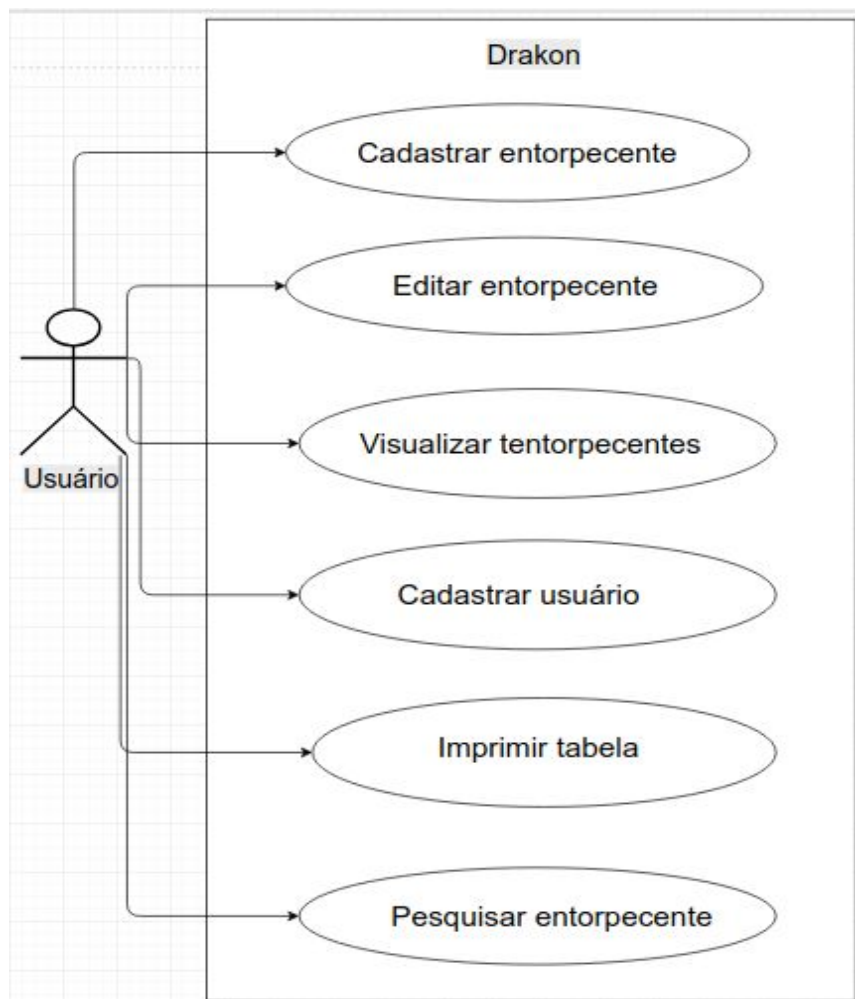 Drakon
Cadastrar entorpecente
Editar entorpecente
Visualizar tentorpecentes
Usuário
Cadastrar usuário
Imprimir tabela
Pesquisar entorpecente